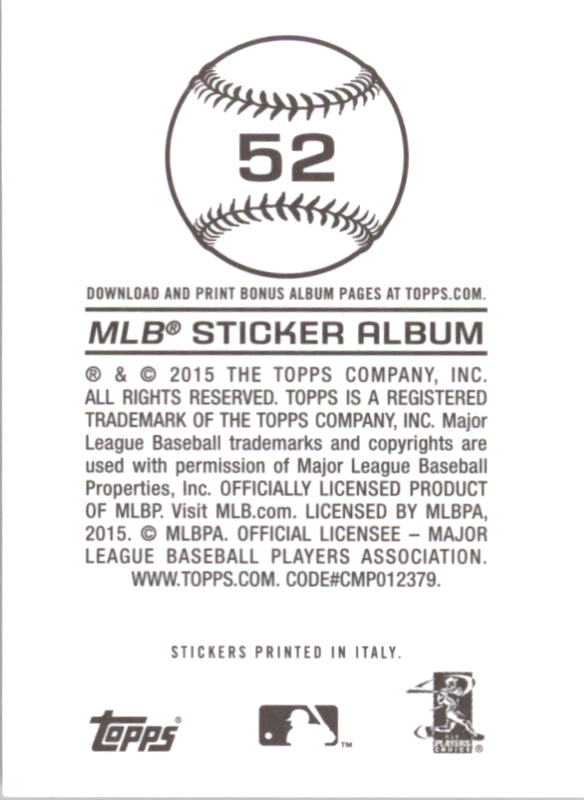 52
DOWNLOAD AND PRINT BONUS ALBUM PAGES AT TOPPS.COM.
MLB® STICKER ALBUM
® & © 2015 THE TOPPS COMPANY, INC.
ALL RIGHTS RESERVED. TOPPS IS A REGISTERED
TRADEMARK OF THE TOPPS COMPANY, INC. Major
League Baseball trademarks and copyrights are
used with permission of Major League Baseball
Properties, Inc. OFFICIALLY LICENSED PRODUCT
OF MLBP. Visit MLB.com. LICENSED BY MLBPA,
2015. © MLBPA. OFFICIAL LICENSEE – MAJOR
LEAGUE BASEBALL PLAYERS ASSOCIATION.
WWW.TOPPS.COM. CODE#CMP012379.
STICKERS PRINTED IN ITALY.
TOPPS®
TM
PLAYERS
CHOICE®